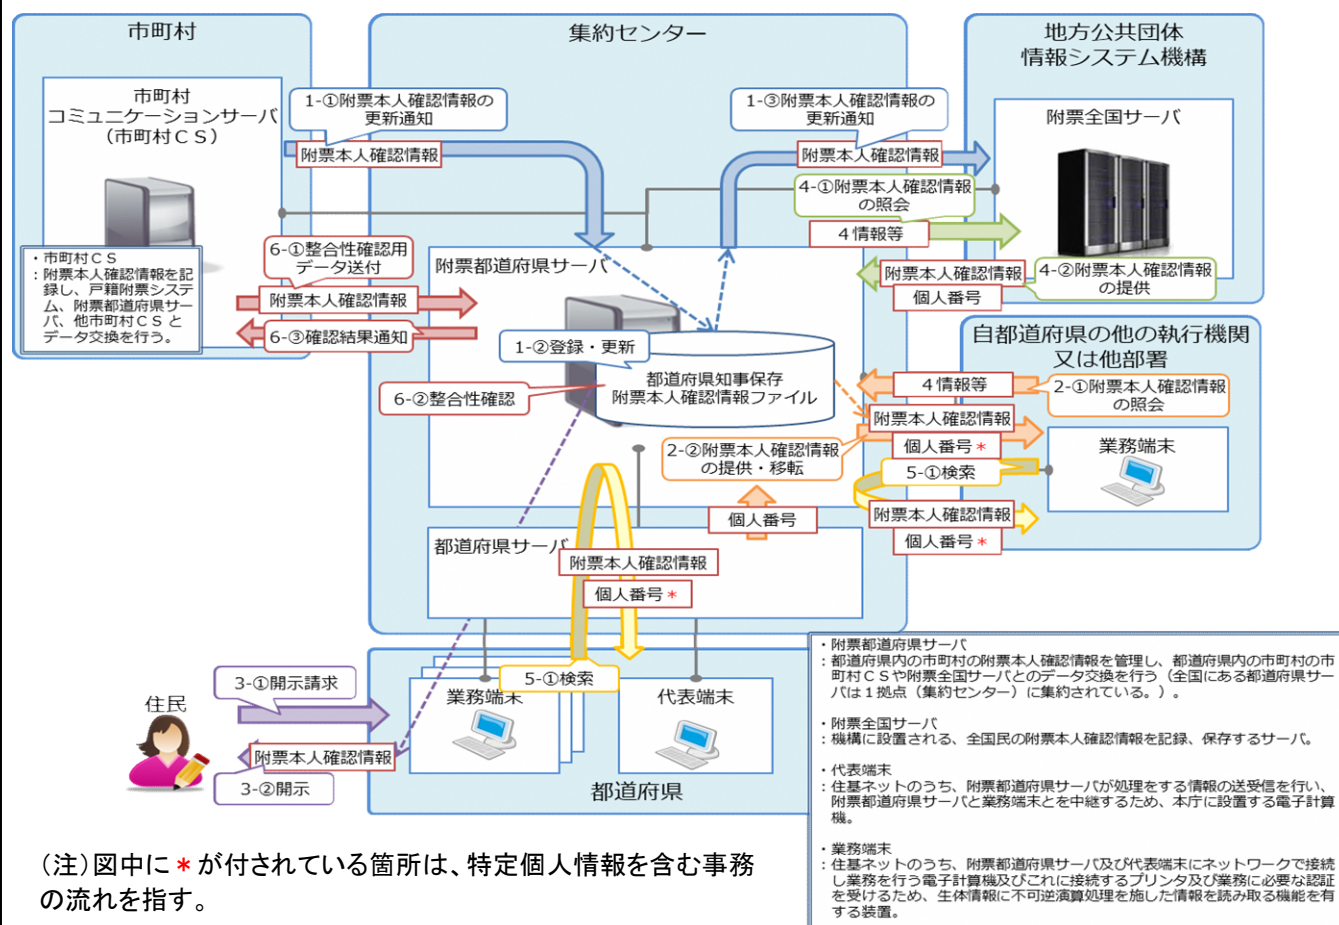 市町村
市町村
コミュニケーションサーバ
（市町村ＣＳ）
・市町村ＣＳ
：附票本人確認情報を記
録し、戸籍附票システ
ム、附票都道府県サー
バ、他市町村ＣＳと
データ交換を行う。
集約センター
1-①附票本人確認情報の
更新通知
附票本人確認情報
1-③附票本人確認情報の
更新通知
附票本人確認情報
地方公共団体
情報システム機構
附票全国サーバ
4-①附票本人確認情報
の照会
４情報等
附票本人確認情報
個人番号
4-②附票本人確認情報
の提供
6-①整合性確認用
データ送付
附票本人確認情報
6-③確認結果通知
附票都道府県サーバ
1-②登録・更新
都道府県知事保存
附票本人確認情報ファイル
6-②整合性確認
自都道府県の他の執行機関
又は他部署
４情報等
2-①附票本人確認情報
の照会
附票本人確認情報
個人番号＊
2-②附票本人確認情報
の提供・移転
業務端末
5-①検索
附票本人確認情報
個人番号＊
個人番号
都道府県サーバ
附票本人確認情報
個人番号＊
5-①検索
業務端末
代表端末
都道府県
住民
3-①開示請求
附票本人確認情報
3-②開示
・附票都道府県サーバ
：都道府県内の市町村の附票本人確認情報を管理し、都道府県内の市町村の市
町村ＣＳや附票全国サーバとのデータ交換を行う（全国にある都道府県サー
バは１拠点（集約センター）に集約されている。）。
・附票全国サーバ
：機構に設置される、全国民の附票本人確認情報を記録、保存するサーバ。
・代表端末
：住基ネットのうち、附票都道府県サーバが処理をする情報の送受信を行い、
附票都道府県サーバと業務端末とを中継するため、本庁に設置する電子計算
機。
・業務端末
：住基ネットのうち、附票都道府県サーバ及び代表端末にネットワークで接続
し業務を行う電子計算機及びこれに接続するプリンタ及び業務に必要な認証
を受けるため、生体情報に不可逆演算処理を施した情報を読み取る機能を有
する装置。
（注）図中に＊が付されている箇所は、特定個人情報を含む事務
の流れを指す。